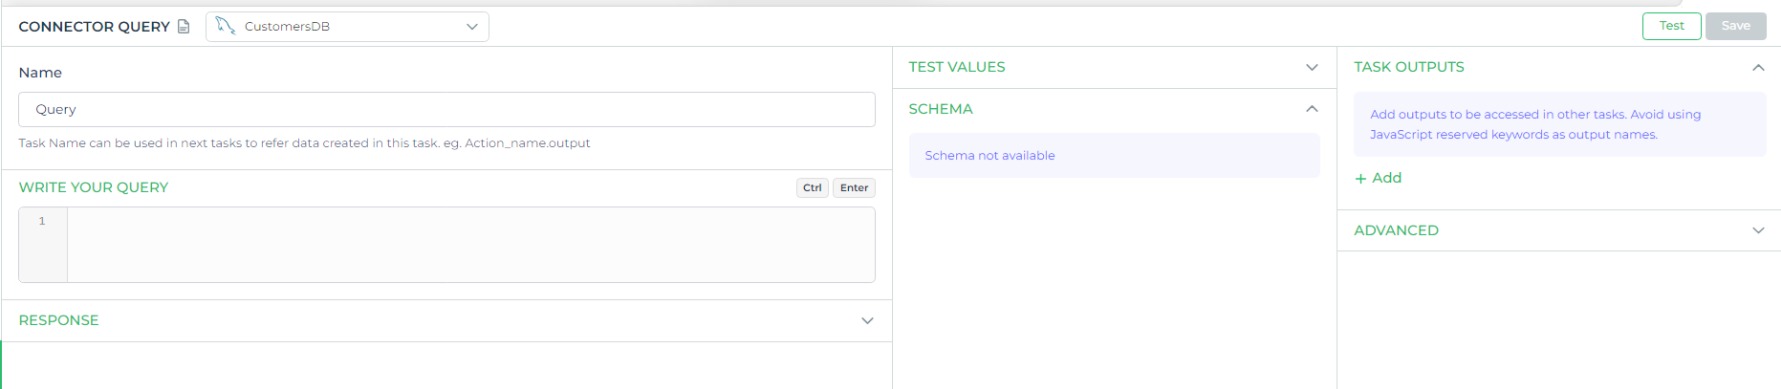 CONNECTOR QUERY
CustomersDB
Test
Save
Name
Query
Task Name can be used in next tasks to refer data created in this task. eg. Action_name.output
WRITE YOUR QUERY
Ctrl
Enter
1
RESPONSE
TEST VALUES
SCHEMA
Schema not available
TASK OUTPUTS
Add outputs to be accessed in other tasks. Avoid using
JavaScript reserved keywords as output names.
+ Add
ADVANCED